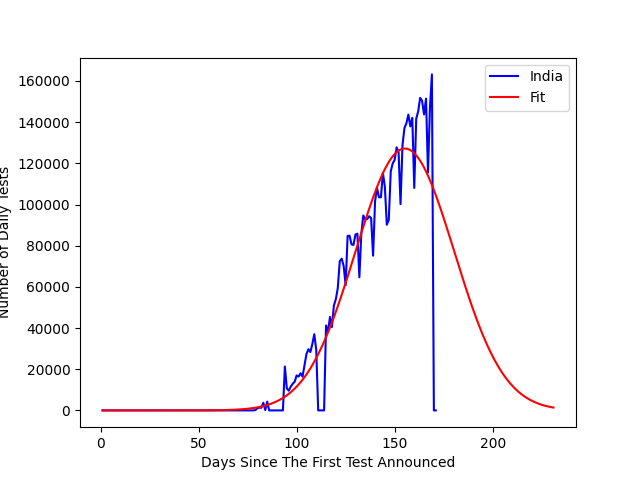 India
Fit
160000
140000
120000
100000
80000
60000
40000
20000
0
0 50 100 150 200
Number of Daily Tests
Days Since The First Test Announced